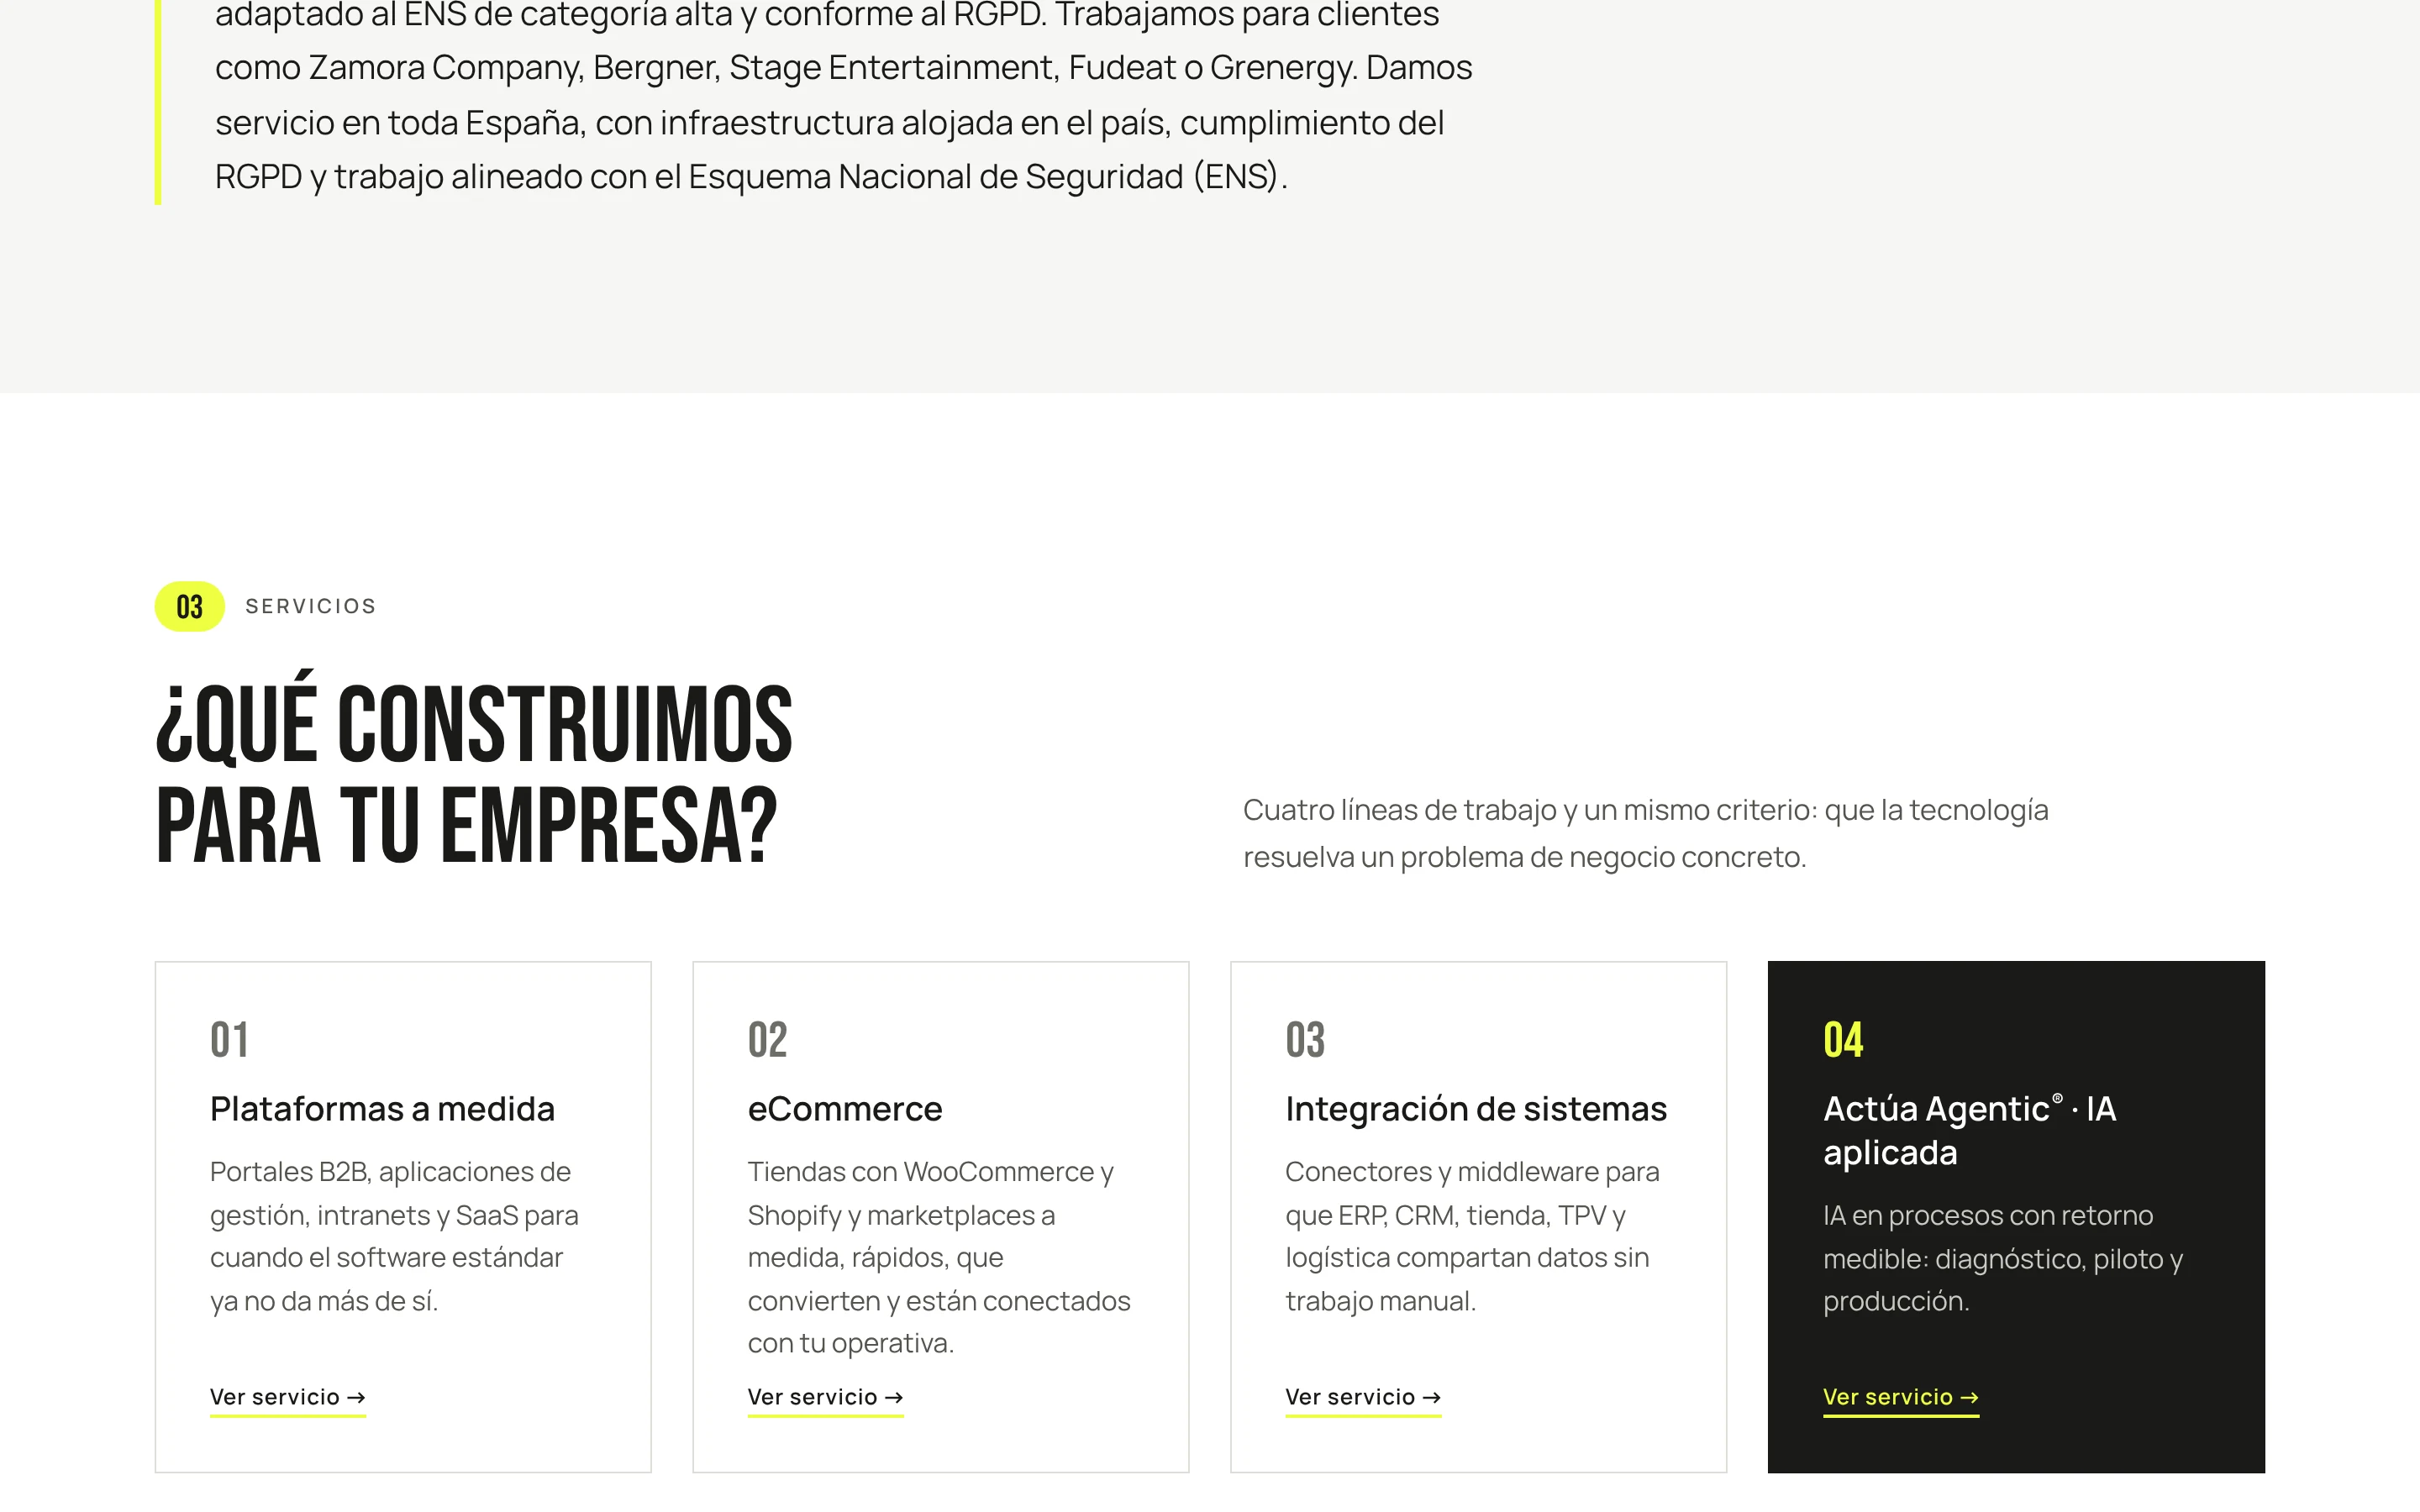 adaptado al ENS de categoría alta y conforme al RGPD. Trabajamos para clientes
como Zamora Company, Bergner, Stage Entertainment, Fudeat o Grenergy. Damos
servicio en toda España, con infraestructura alojada en el país, cumplimiento del
RGPD y trabajo alineado con el Esquema Nacional de Seguridad (ENS).
03 SERVICIOS
¿QUÉ CONSTRUIMOS
PARA TU EMPRESA?
Cuatro líneas de trabajo y un mismo criterio: que la tecnología
resuelva un problema de negocio concreto.
01
Plataformas a medida
Portales B2B, aplicaciones de
gestión, intranets y SaaS para
cuando el software estándar
ya no da más de sí.
Ver servicio →
02
eCommerce
Tiendas con WooCommerce y
Shopify y marketplaces a
medida, rápidos, que
convierten y están conectados
con tu operativa.
Ver servicio →
03
Integración de sistemas
Conectores y middleware para
que ERP, CRM, tienda, TPV y
logística compartan datos sin
trabajo manual.
Ver servicio →
04
Actúa Agentic® · IA
aplicada
IA en procesos con retorno
medible: diagnóstico, piloto y
producción.
Ver servicio →